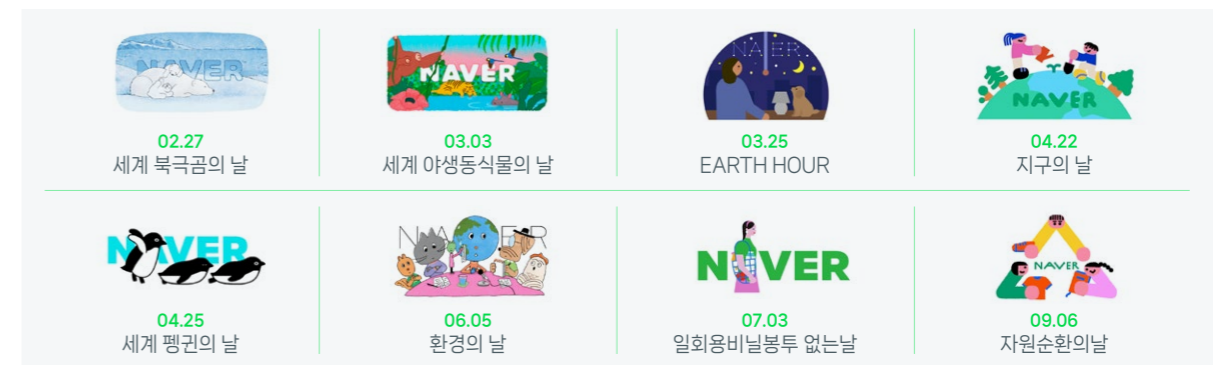 NAVER
NAVER
NAVER
NAVER
02.27
03.03
03.25
04.22
세계 북극곰의 날
세계 야생동식물의 날
EARTH HOUR
지구의 날
NAVER
NAVER
NAVER
NAVER
04.25
06.05
07.03
09.06
세계 펭귄의 날
환경의 날
일회용비닐봉투 없는날
자원순환의날